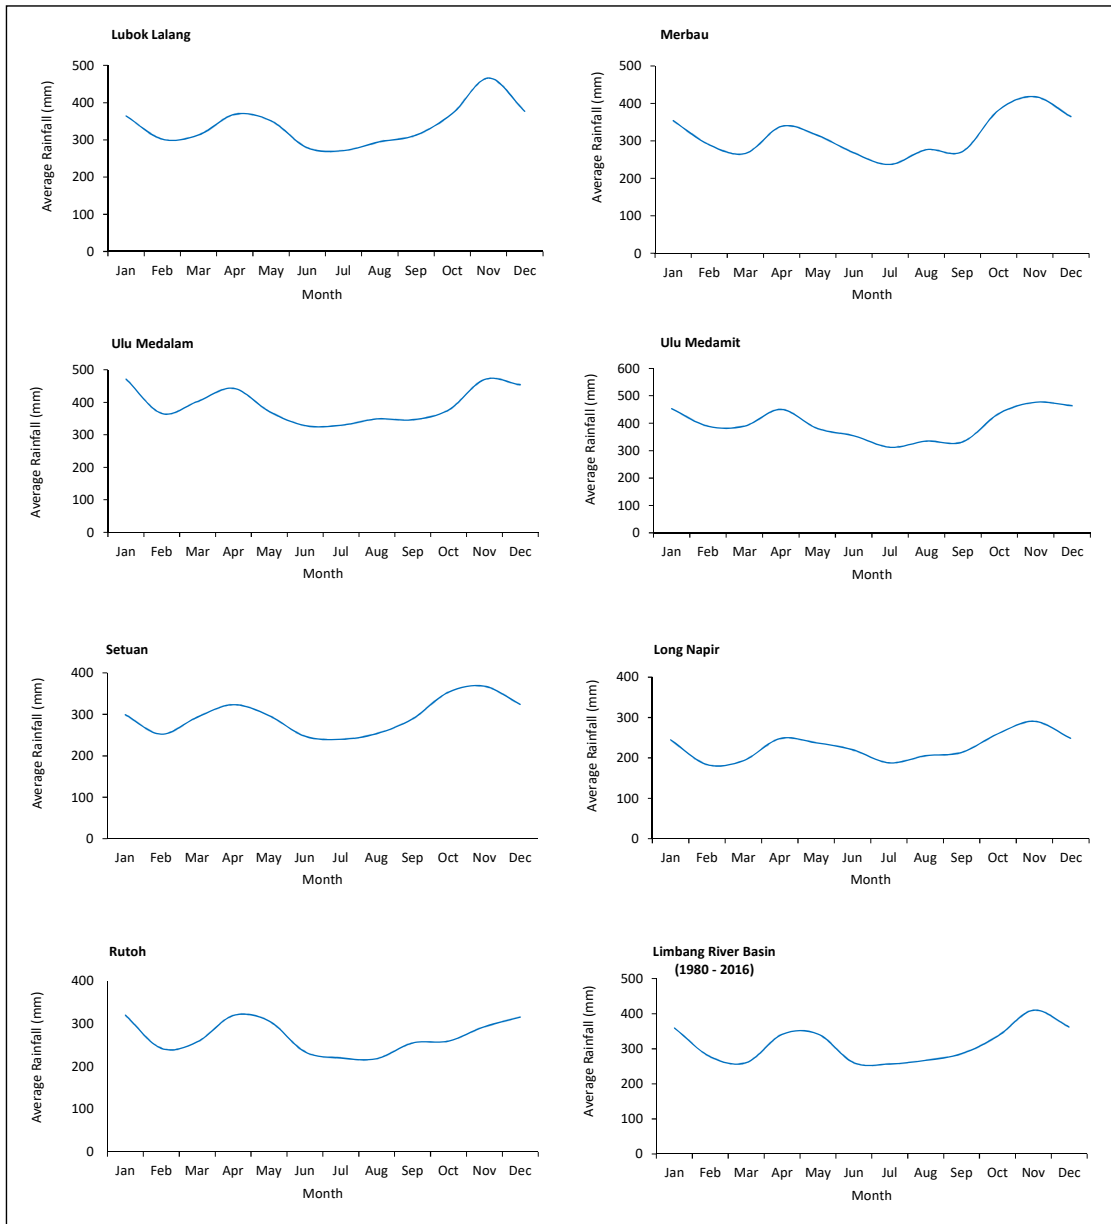 Lubok Lalang
Average Rainfall (mm)
500
400
300
200
100
0
Jan Feb Mar Apr May Jun Jul Aug Sep Oct Nov Dec
Month
Merbau
Average Rainfall (mm)
500
400
300
200
100
0
Jan Feb Mar Apr May Jun Jul Aug Sep Oct Nov Dec
Month
Ulu Medalam
Average Rainfall (mm)
500
400
300
200
100
0
Jan Feb Mar Apr May Jun Jul Aug Sep Oct Nov Dec
Month
Ulu Medamit
Average Rainfall (mm)
600
500
400
300
200
100
0
Jan Feb Mar Apr May Jun Jul Aug Sep Oct Nov Dec
Month
Setuan
Average Rainfall (mm)
400
300
200
100
0
Jan Feb Mar Apr May Jun Jul Aug Sep Oct Nov Dec
Month
Long Napir
Average Rainfall (mm)
400
300
200
100
0
Jan Feb Mar Apr May Jun Jul Aug Sep Oct Nov Dec
Month
Rutoh
Average Rainfall (mm)
400
300
200
100
0
Jan Feb Mar Apr May Jun Jul Aug Sep Oct Nov Dec
Month
Limbang River Basin
(1980 - 2016)
Average Rainfall (mm)
500
400
300
200
100
0
Jan Feb Mar Apr May Jun Jul Aug Sep Oct Nov Dec
Month